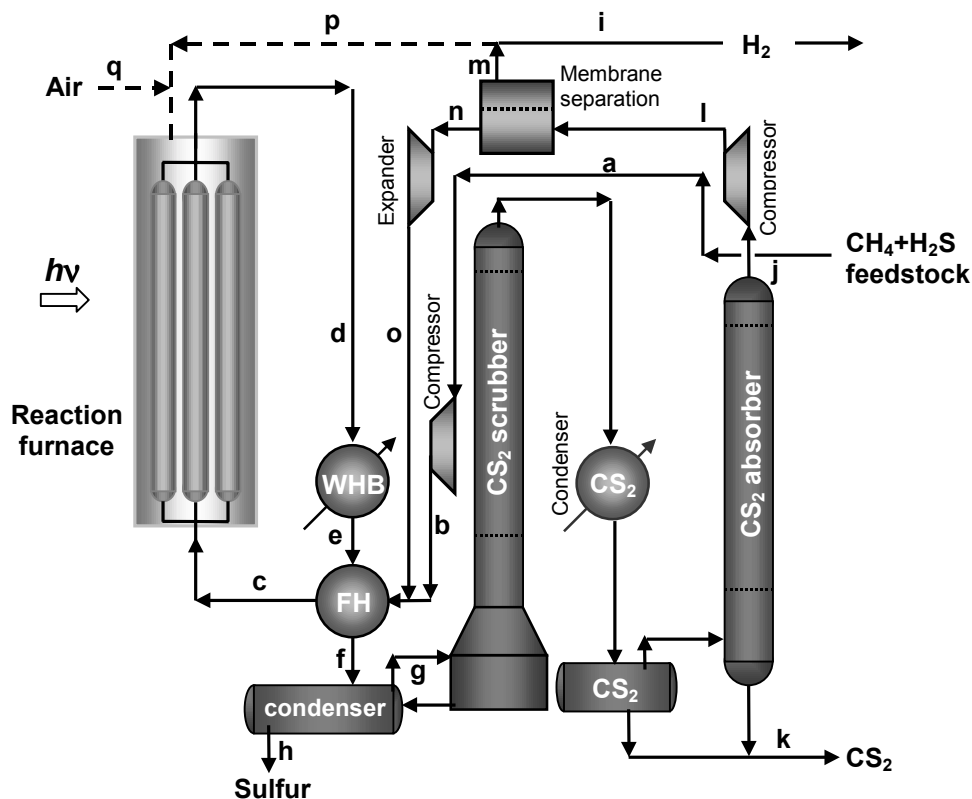 p
i
H₂
q
Air
m
Membrane
separation
n
l
Expander
a
Compressor
CH₄+H₂S
feedstock
j
hν
d
o
Compressor
CS₂ scrubber
Condenser
CS₂ absorber
Reaction
furnace
WHB
CS₂
b
e
c
FH
f
g
CS₂
condenser
h
k
CS₂
Sulfur